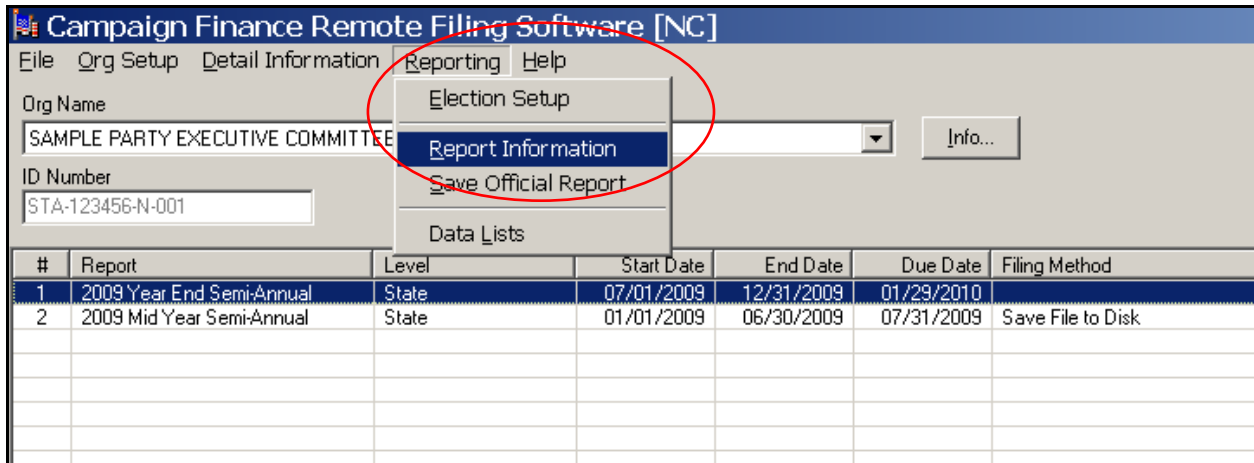 Campaign Finance Remote Filing Software [NC]
File Org Setup Detail Information Reporting Help
Election Setup
Report Information
Save Official Report
Data Lists
Org Name
SAMPLE PARTY EXECUTIVE COMMITTEE
Info...
ID Number
STA-123456-N-001
# Report Level Start Date End Date Due Date Filing Method
1 2009 Year End Semi-Annual State 07/01/2009 12/31/2009 01/29/2010
2 2009 Mid Year Semi-Annual State 01/01/2009 06/30/2009 07/31/2009 Save File to Disk